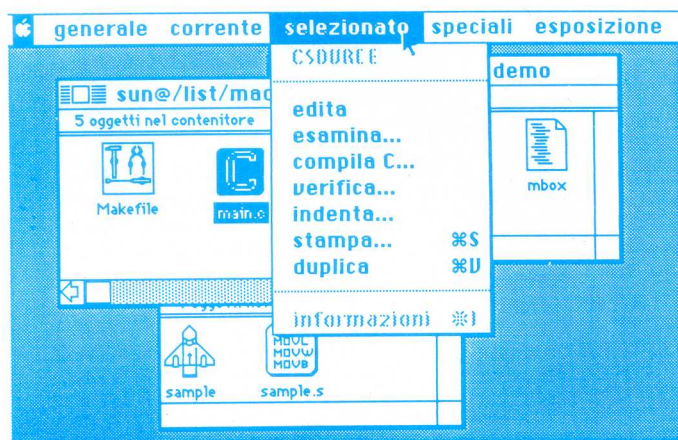 generale corrente selezionato speciali esposizione
CSOURCE
demo
sun@/list/mac
5 oggetti nel contenitore
edita
esamina...
compila C...
verifica...
indenta...
stampa... ⌘S
duplica ⌘D
informazioni ⌘I
Makefile
C
main.c
mbox
MOVL
MOVW
MOVB
sample
sample.s